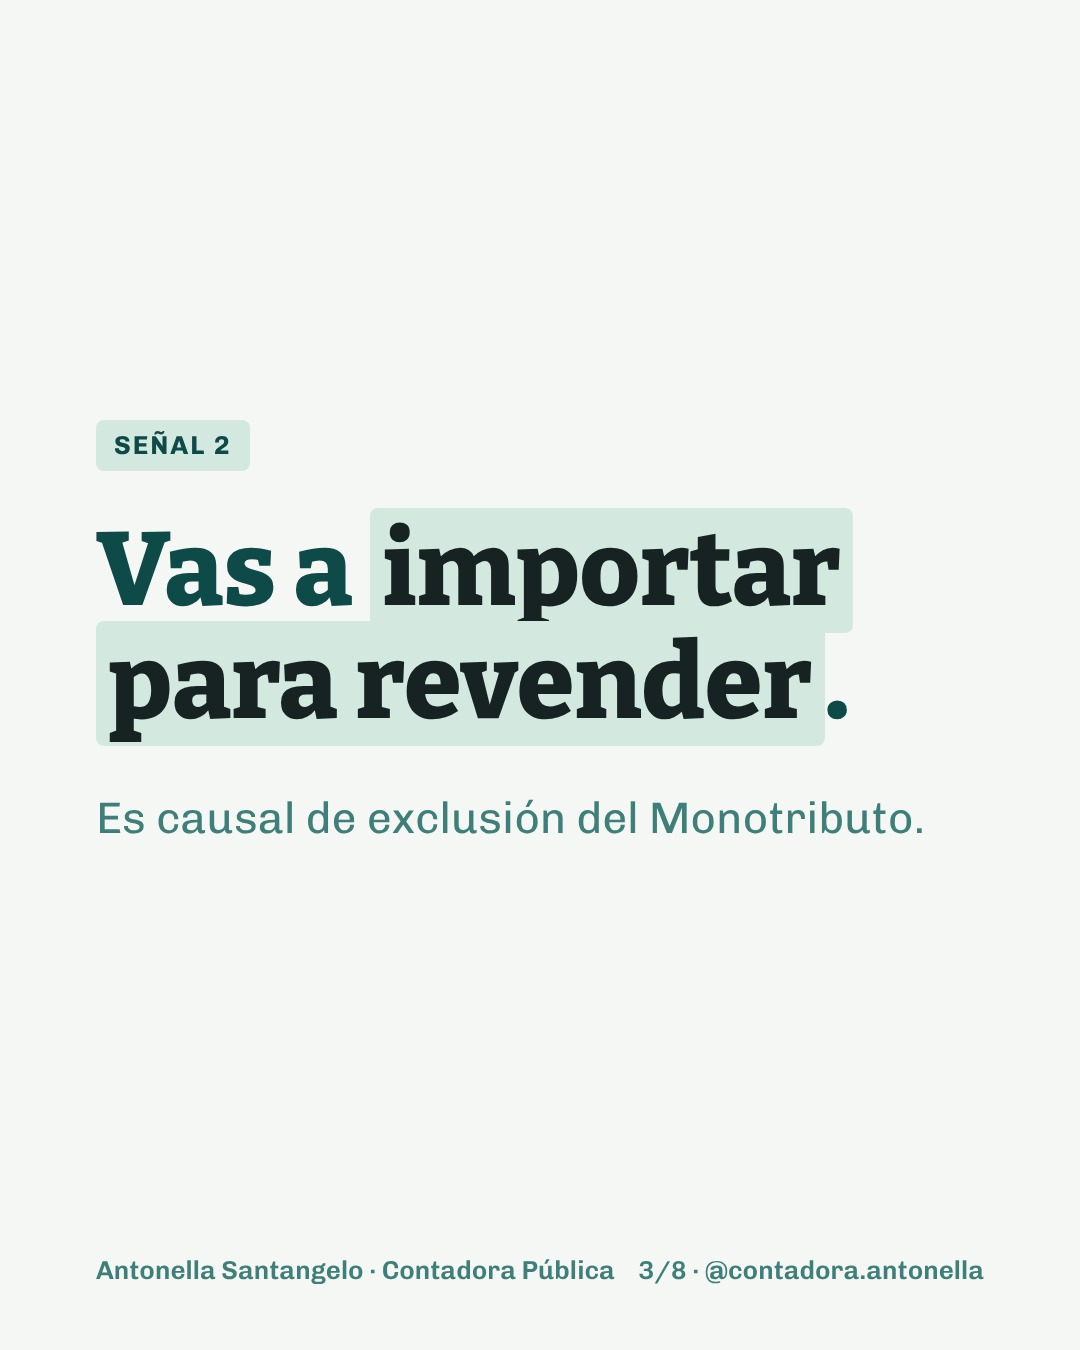 SEÑAL 2
Vas a importar
para revender.
Es causal de exclusión del Monotributo.
Antonella Santangelo · Contadora Pública 3/8 · @contadora.antonella